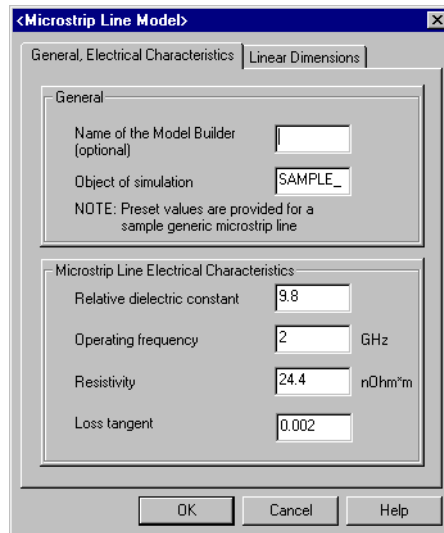 <Microstrip Line Model>
General, Electrical Characteristics
Linear Dimensions
General
Name of the Model Builder
(optional)
Object of simulation
SAMPLE_
NOTE: Preset values are provided for a
sample generic microstrip line
Microstrip Line Electrical Characteristics
Relative dielectric constant
9.8
Operating frequency
2
GHz
Resistivity
24.4
nOhm*m
Loss tangent
0.002
OK
Cancel
Help